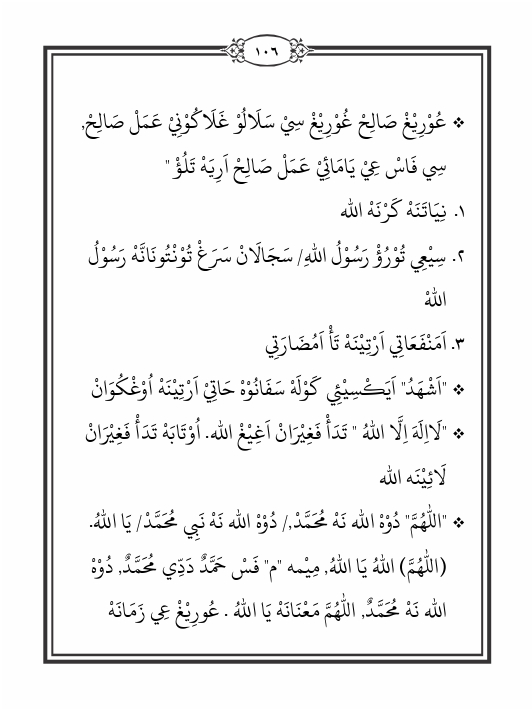 ١٠٦
❖ عُوْرِيْغْ صَالِحْ عُوْرِيْغْ سِيْ سَلَالُوْ عَلَاكُوْنِيْ عَمَلْ صَالِحْ,
سِي فَاسْ عِيْ يَامَائِيْ عَمَلْ صَالِحْ اَرِيَهْ تَلُؤْ "
١. نِيَاتَنَهْ كَرْنَهْ الله
٢. سِيْعِي تُوْرُؤْ رَسُوْلُ اللهِ/ سَجَالَانْ سَرَعْ تُوْنْتُونَانَّهْ رَسُوْلُ
اللهْ
٣. اَمَنْفَعَاتِي اَرْتِيْنَهْ تَأْ اَمُضَارَتِي
❖ "اَشْهَدُ" اَيَكْسِيْئِي كَوْلَهْ سَفَانُوْهْ حَاتِيْ اَرْتِيْنَهْ اُوْغْكُوَانْ
❖ "لَااِلَهَ اِلَّا اللهُ " تَدَأْ فَغِيْرَانْ اَغِيْغْ الله. اُوْتَابَهْ تَدَأْ فَغِيْرَانْ
لَائِيْنَه الله
❖ "اللّٰهُمَّ" دُوْهْ الله نَهْ مُحَمَّدْ,/ دُوْهْ الله نَهْ نَبِي مُحَمَّدْ/ يَا اللهُ.
(اللّٰهُمَّ) اللهُ يَا اللهُ, مِيْمه "م" فَسْ حَمَّدٌ دَدِّي مُحَمَّدٌ, دُوْهْ
الله نَهْ مُحَمَّدٌ, اللّٰهُمَّ مَعْنَانَهْ يَا اللهُ . عُورِيْغْ عِي زَمَانَهْ